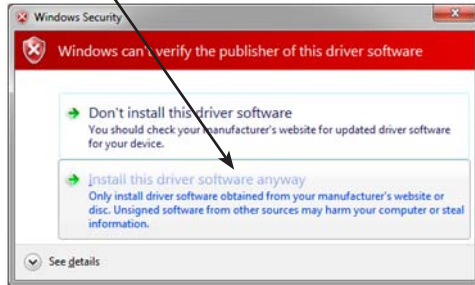 Windows Security
Windows can't verify the publisher of this driver software
Don't install this driver software
You should check your manufacturer's website for updated driver software
for your device.
Install this driver software anyway
Only install driver software obtained from your manufacturer's website or
disc. Unsigned software from other sources may harm your computer or steal
information.
See details